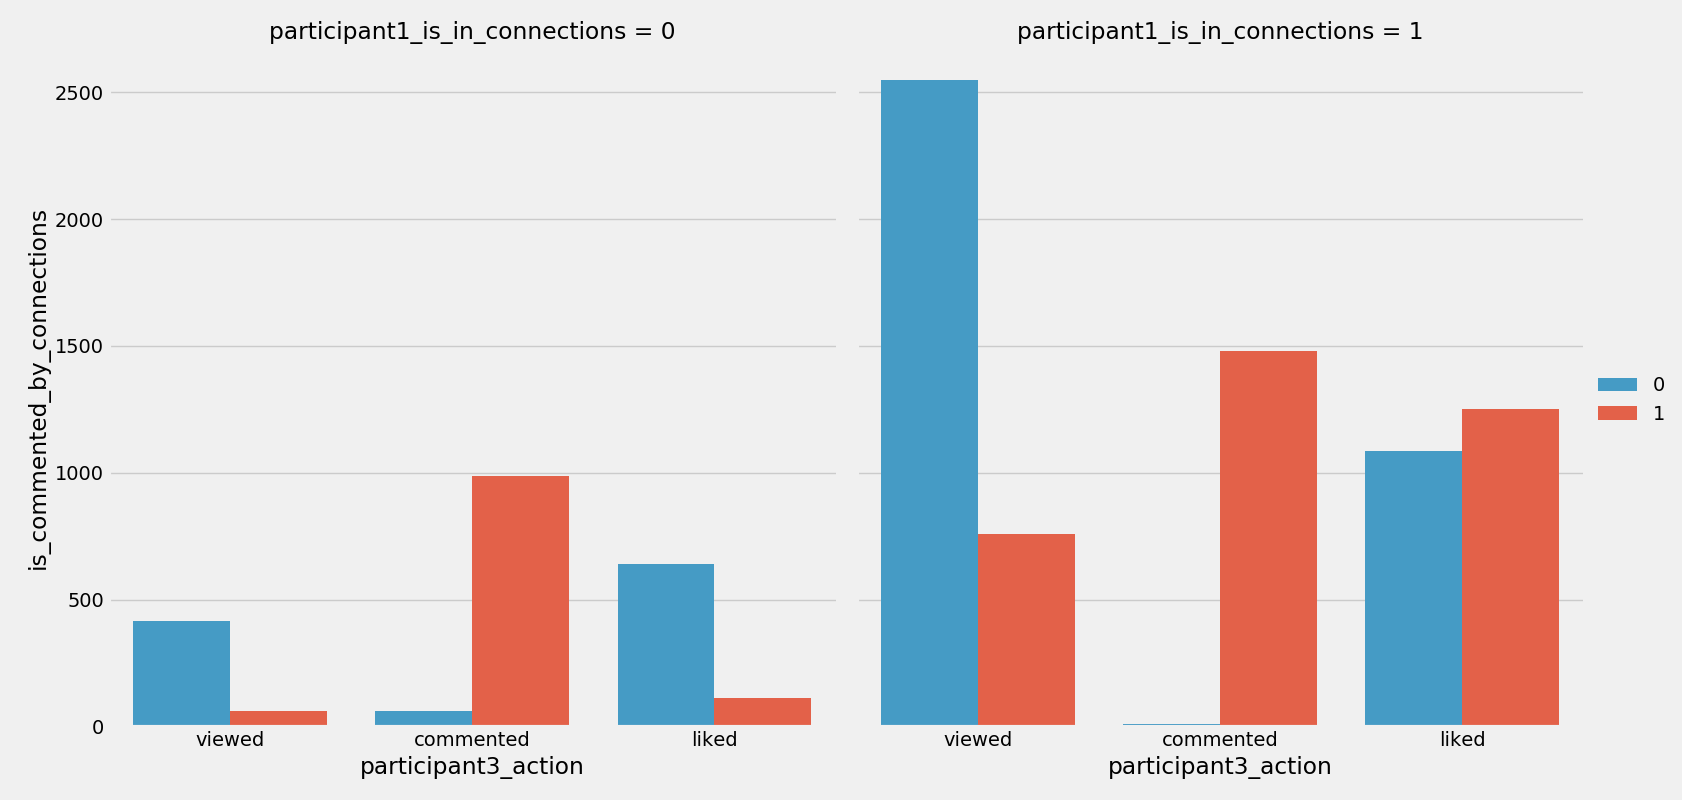 participant1_is_in_connections = 0
participant1_is_in_connections = 1
is_commented_by_connections
2500
2000
1500
1000
500
0
viewed
commented
liked
participant3_action
viewed
commented
liked
participant3_action
0
1